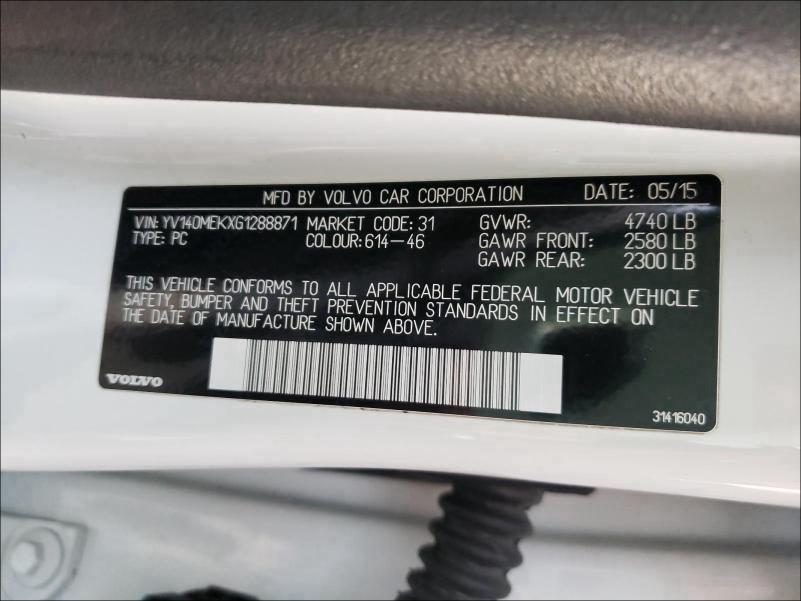 MFD BY VOLVO CAR CORPORATION DATE: 05/15
VIN: YV140MEKXG1288871 MARKET CODE: 31 GVWR: 4740 LB
TYPE: PC COLOUR: 614-46 GAWR FRONT: 2580 LB
GAWR REAR: 2300 LB
THIS VEHICLE CONFORMS TO ALL APPLICABLE FEDERAL MOTOR VEHICLE
SAFETY, BUMPER AND THEFT PREVENTION STANDARDS IN EFFECT ON
THE DATE OF MANUFACTURE SHOWN ABOVE.
VOLVO
31416040